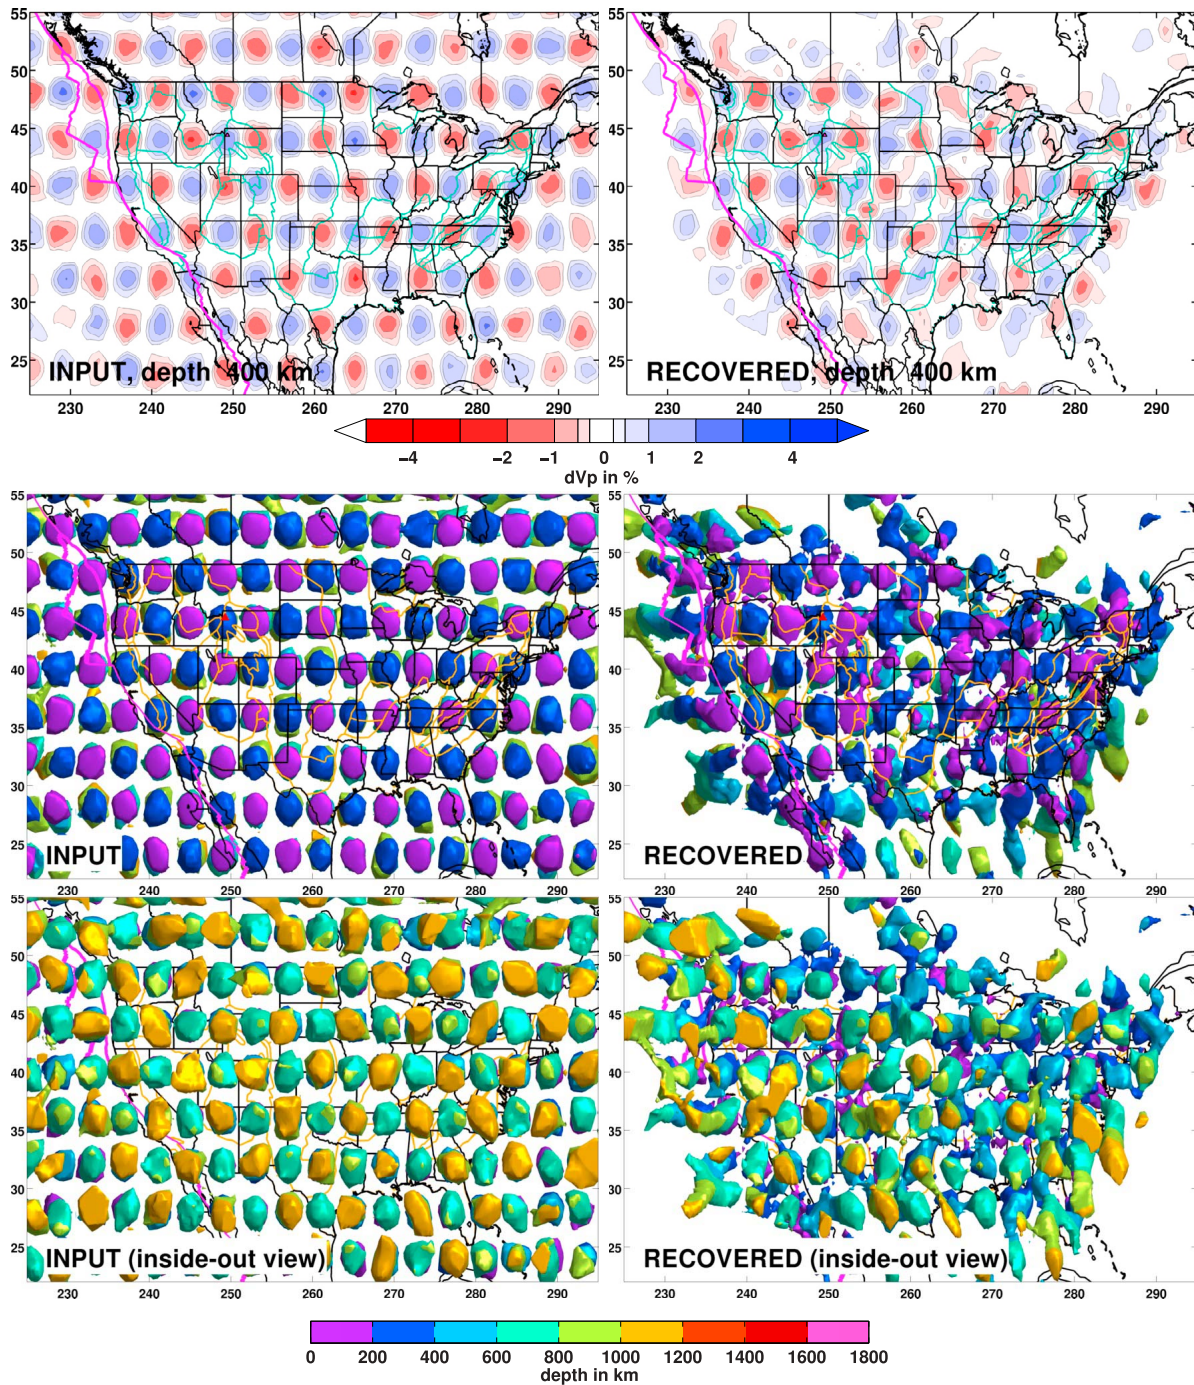 55
50
45
40
35
30
25
INPUT, depth 400 km
230 240 250 260 270 280 290
55
50
45
40
35
30
25
RECOVERED, depth 400 km
230 240 250 260 270 280 290
−4 −2 −1 0 1 2 4
dVp in %
55
50
45
40
35
30
25
INPUT
230 240 250 260 270 280 290
55
50
45
40
35
30
25
RECOVERED
230 240 250 260 270 280 290
55
50
45
40
35
30
25
INPUT (inside-out view)
230 240 250 260 270 280 290
55
50
45
40
35
30
25
RECOVERED (inside-out view)
230 240 250 260 270 280 290
0 200 400 600 800 1000 1200 1400 1600 1800
depth in km